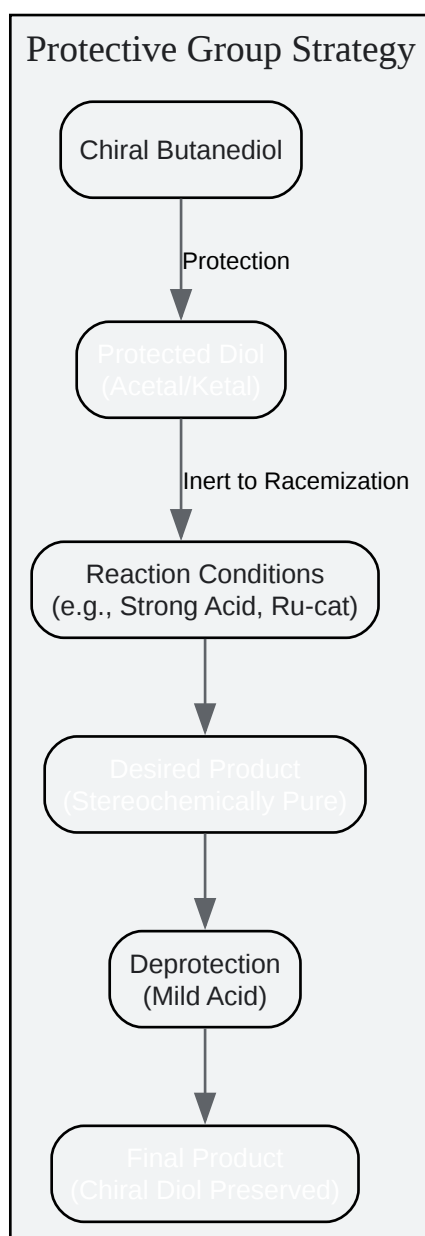 Protective Group Strategy
Chiral Butanediol
Protection
Protected Diol
(Acetal/Ketal)
Inert to Racemization
Reaction Conditions
(e.g., Strong Acid, Ru-cat)
Desired Product
(Stereochemically Pure)
Deprotection
(Mild Acid)
Final Product
(Chiral Diol Preserved)